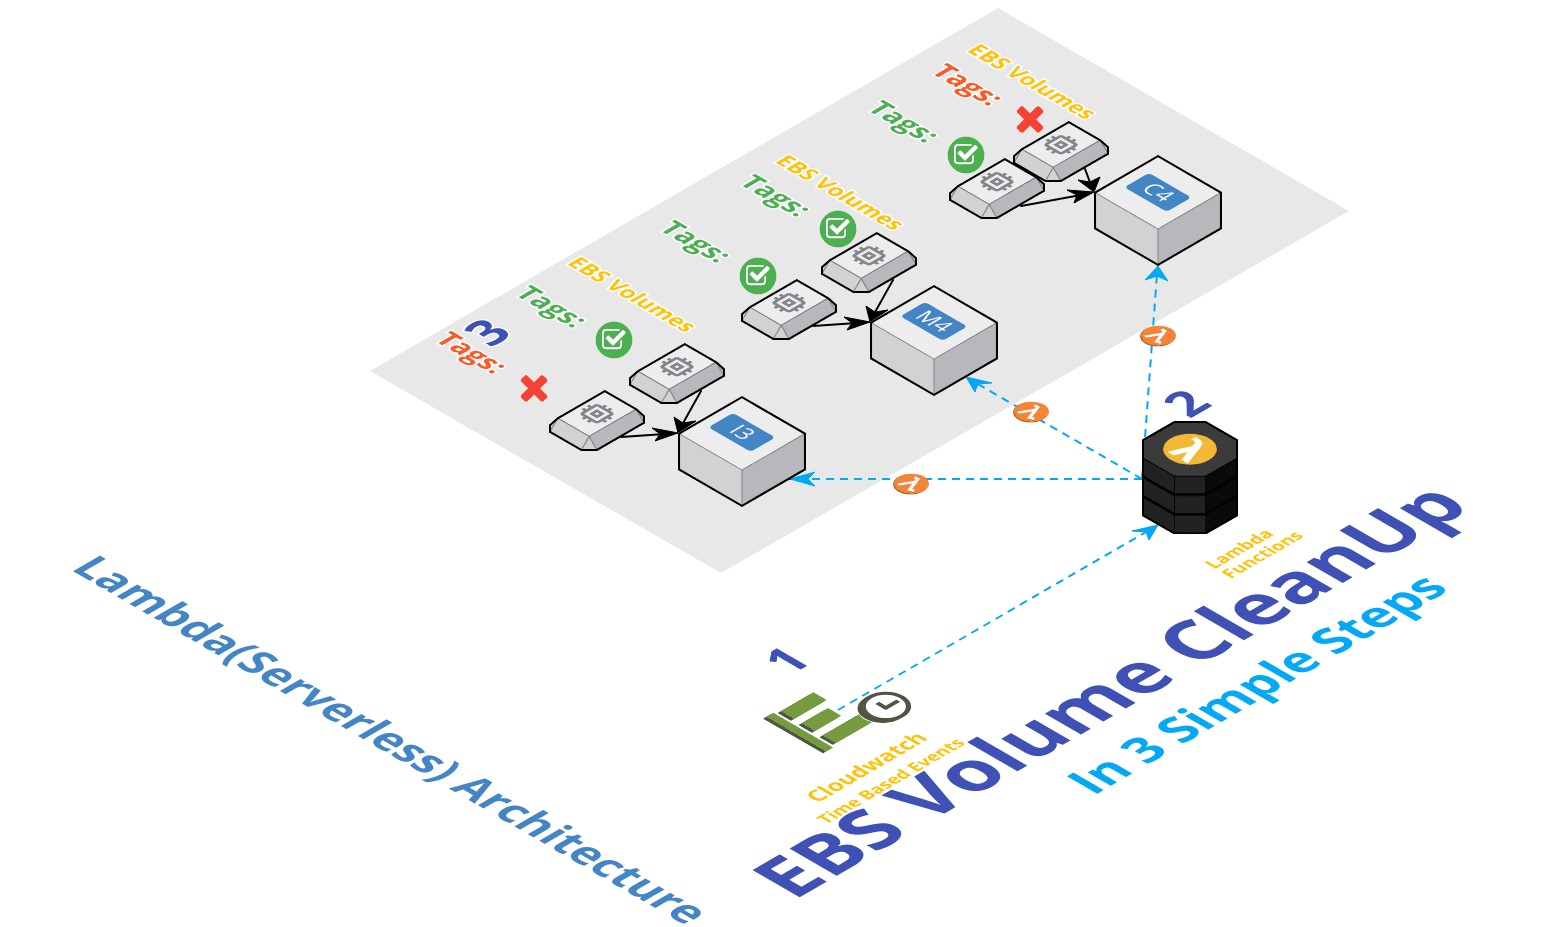 EBS Volumes
Tags:
Tags:
C4
EBS Volumes
Tags:
Tags:
M4
EBS Volumes
Tags:
3
Tags:
I3
2
Lambda
Functions
1
Cloudwatch
Time Based Events
EBS Volume CleanUp
In 3 Simple Steps
Lambda(Serverless) Architecture